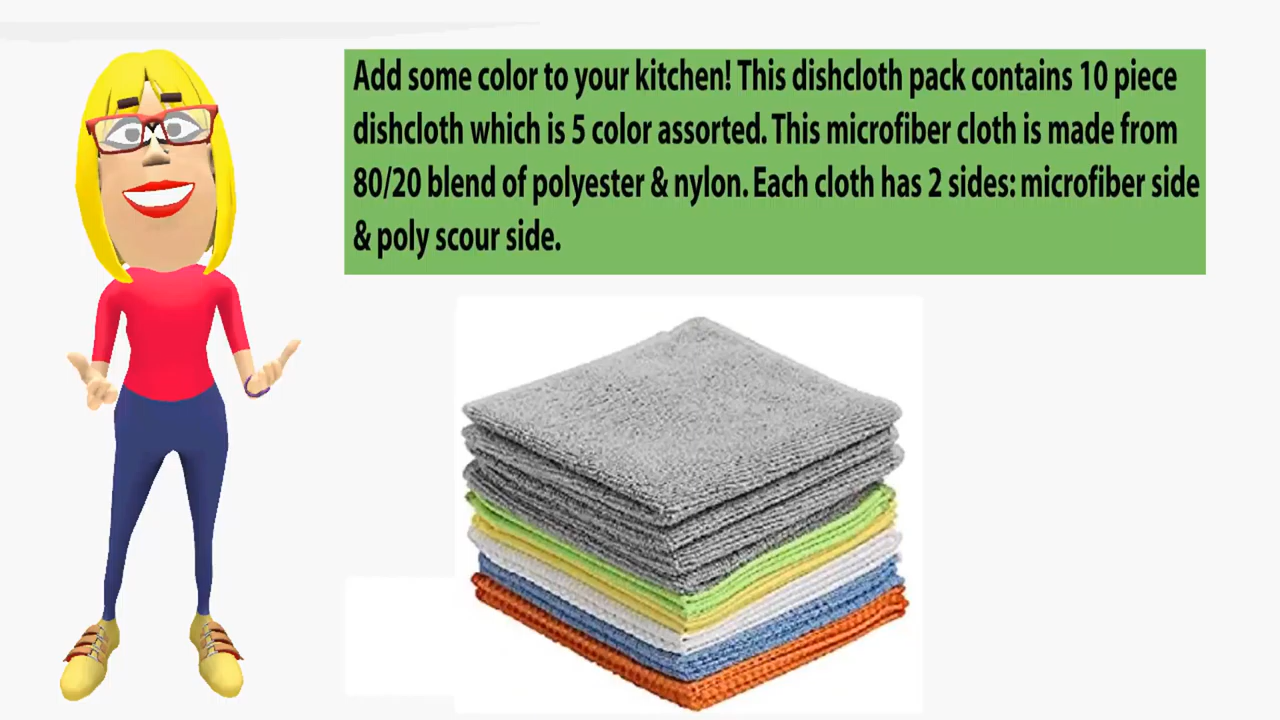 Add some color to your kitchen! This dishcloth pack contains 10 piece
dishcloth which is 5 color assorted. This microfiber cloth is made from
80/20 blend of polyester & nylon. Each cloth has 2 sides: microfiber side
& poly scour side.